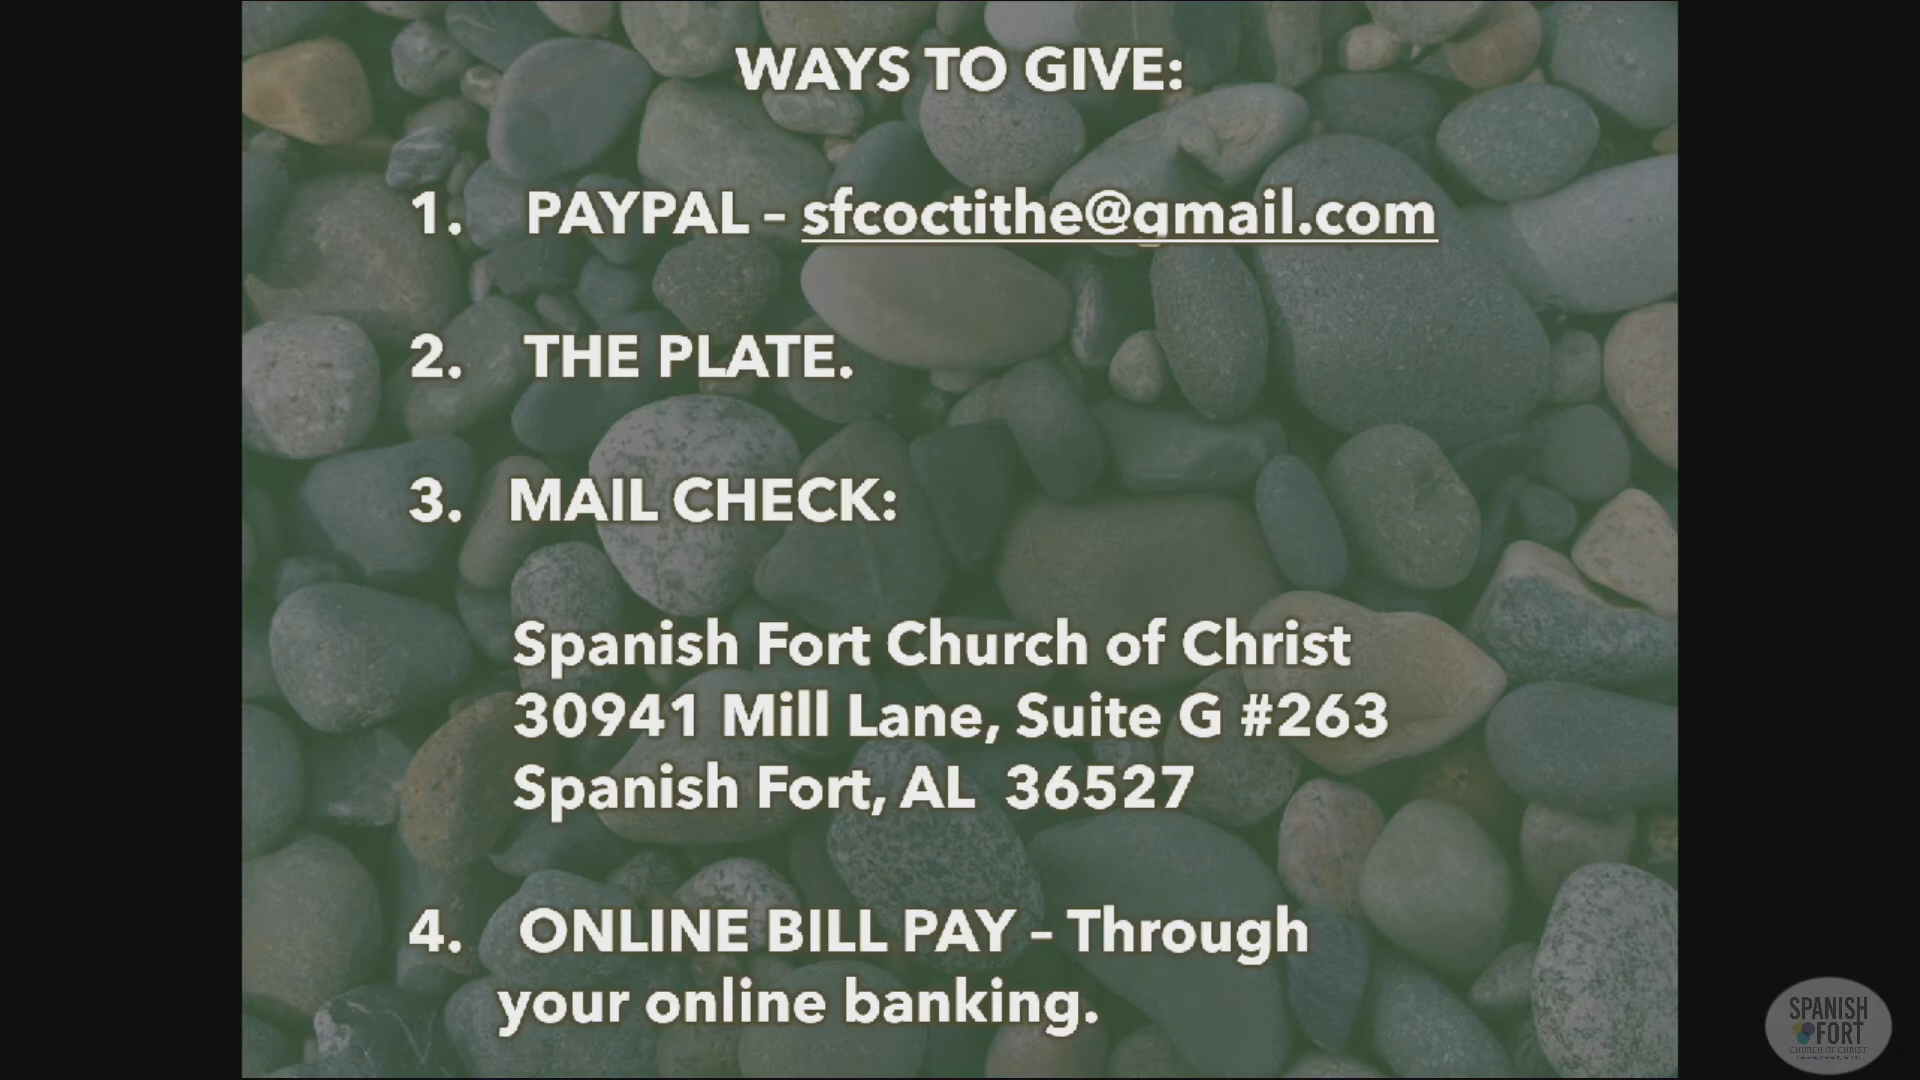 WAYS TO GIVE:
1. PAYPAL – sfcoctithe@gmail.com
2. THE PLATE.
3. MAIL CHECK:
Spanish Fort Church of Christ
30941 Mill Lane, Suite G #263
Spanish Fort, AL 36527
4. ONLINE BILL PAY – Through
your online banking.
SPANISH
FORT
CHURCH OF CHRIST